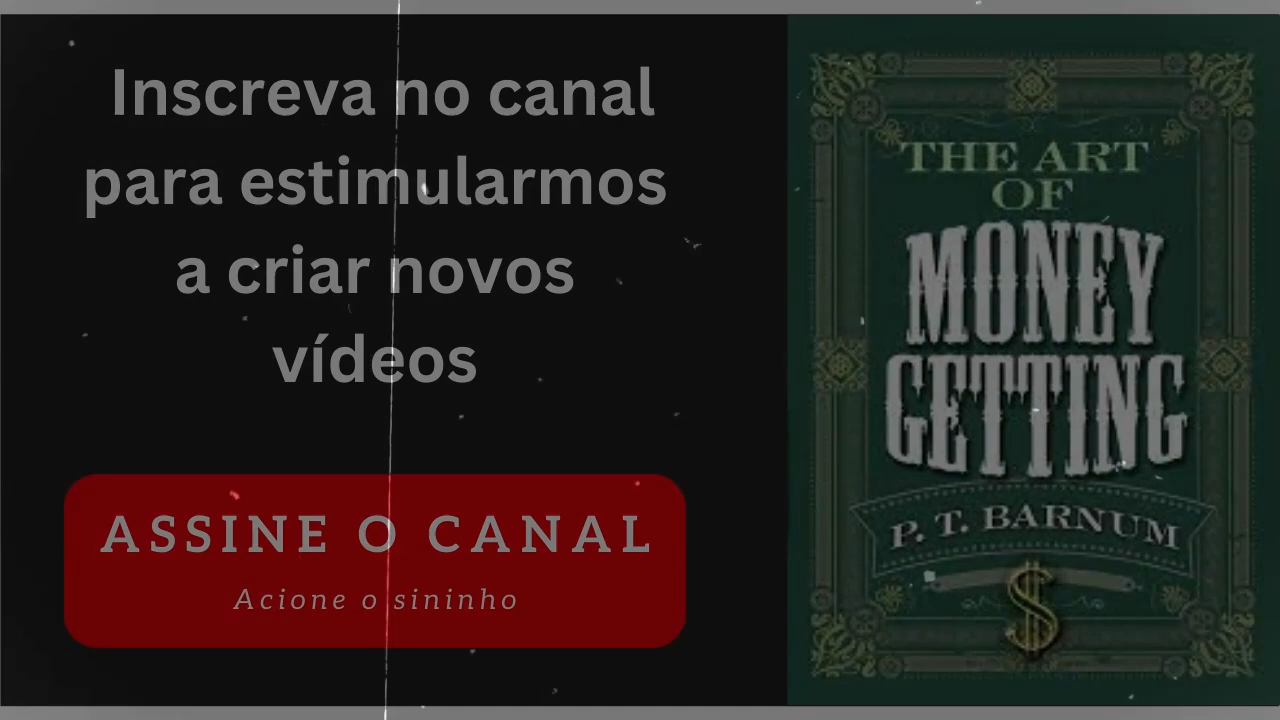 Inscreva no canal
para estimularmos
a criar novos
vídeos
ASSINE O CANAL
Acione o sininho
THE ART
OF
MONEY
GETTING
P. T. BARNUM
$